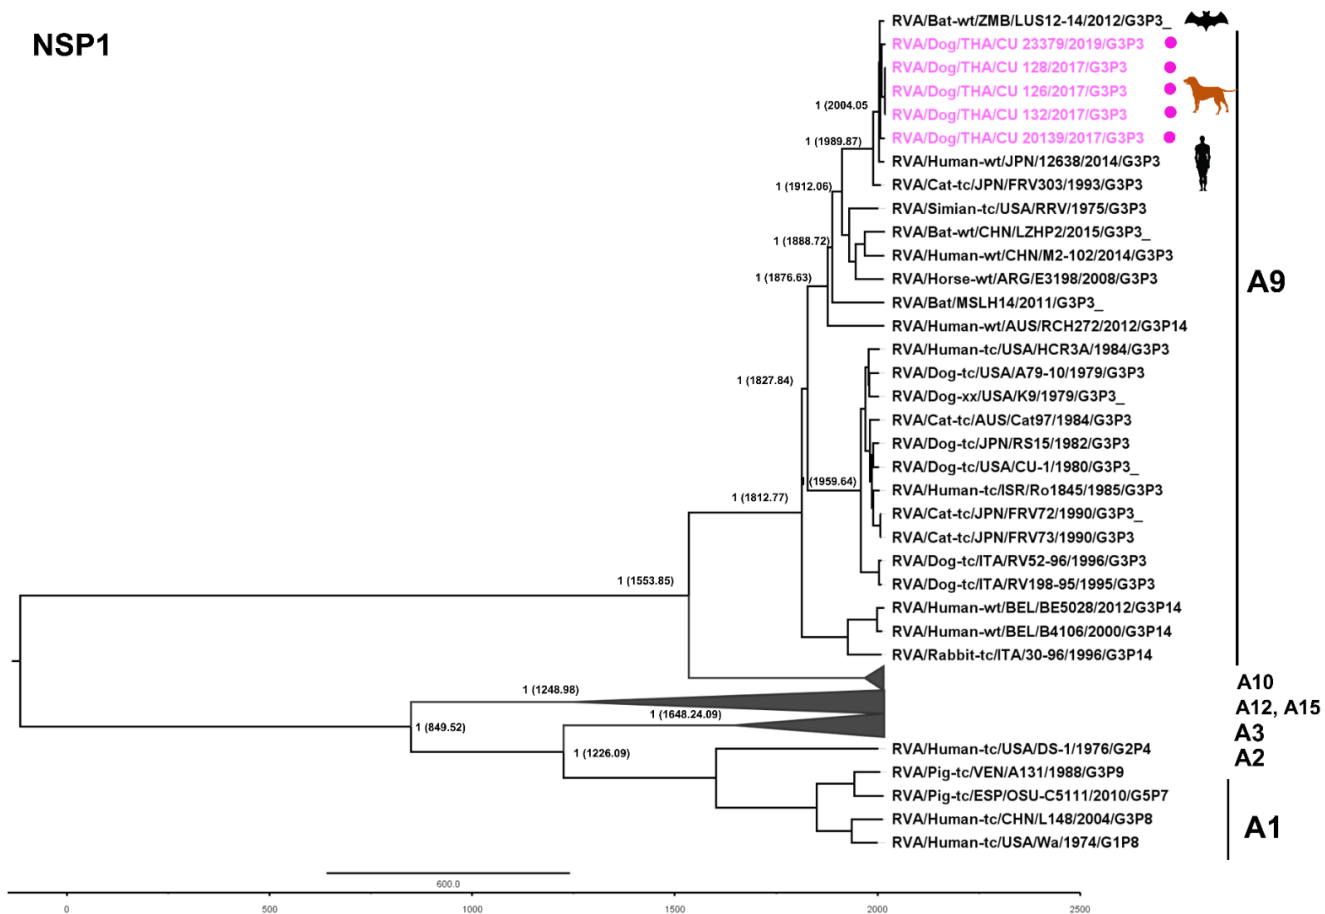 NSP1
RVA/Bat-wt/ZMB/LUS12-14/2012/G3P3_
RVA/Dog/THA/CU 23379/2019/G3P3
RVA/Dog/THA/CU 128/2017/G3P3
RVA/Dog/THA/CU 126/2017/G3P3
1 (2004.05
RVA/Dog/THA/CU 132/2017/G3P3
RVA/Dog/THA/CU 20139/2017/G3P3
1 (1989.87)
RVA/Human-wt/JPN/12638/2014/G3P3
1 (1912.06)
RVA/Cat-tc/JPN/FRV303/1993/G3P3
RVA/Simian-tc/USA/RRV/1975/G3P3
RVA/Bat-wt/CHN/LZHP2/2015/G3P3_
1 (1888.72)
RVA/Human-wt/CHN/M2-102/2014/G3P3
1 (1876.63)
RVA/Horse-wt/ARG/E3198/2008/G3P3
A9
RVA/Bat/MSLH14/2011/G3P3_
RVA/Human-wt/AUS/RCH272/2012/G3P14
RVA/Human-tc/USA/HCR3A/1984/G3P3
RVA/Dog-tc/USA/A79-10/1979/G3P3
1 (1827.84)
RVA/Dog-xx/USA/K9/1979/G3P3_
RVA/Cat-tc/AUS/Cat97/1984/G3P3
RVA/Dog-tc/JPN/RS15/1982/G3P3
RVA/Dog-tc/USA/CU-1/1980/G3P3_
1 (1959.64)
RVA/Human-tc/ISR/Ro1845/1985/G3P3
1 (1812.77)
RVA/Cat-tc/JPN/FRV72/1990/G3P3_
RVA/Cat-tc/JPN/FRV73/1990/G3P3
RVA/Dog-tc/ITA/RV52-96/1996/G3P3
1 (1553.85)
RVA/Dog-tc/ITA/RV198-95/1995/G3P3
RVA/Human-wt/BEL/BE5028/2012/G3P14
RVA/Human-wt/BEL/B4106/2000/G3P14
RVA/Rabbit-tc/ITA/30-96/1996/G3P14
A10
1 (1248.98)
A12, A15
1 (1648.24.09)
1 (849.52)
A3
RVA/Human-tc/USA/DS-1/1976/G2P4
1 (1226.09)
A2
RVA/Pig-tc/VEN/A131/1988/G3P9
RVA/Pig-tc/ESP/OSU-C5111/2010/G5P7
RVA/Human-tc/CHN/L148/2004/G3P8
A1
RVA/Human-tc/USA/Wa/1974/G1P8
600.0
0 500 1000 1500 2000 2500